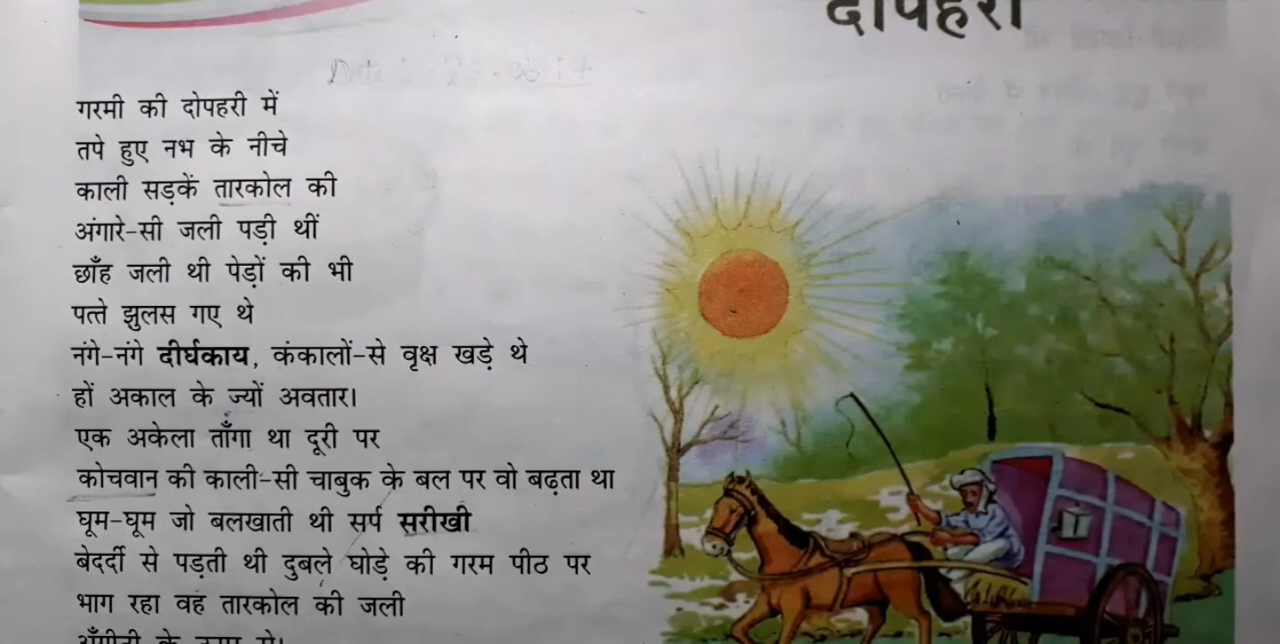 दोपहरी
गरमी की दोपहरी में
तपे हुए नभ के नीचे
काली सड़कें तारकोल की
अंगारे-सी जली पड़ी थीं
छाँह जली थी पेड़ों की भी
पत्ते झुलस गए थे
नंगे-नंगे दीर्घकाय, कंकालों-से वृक्ष खड़े थे
हों अकाल के ज्यों अवतार।
एक अकेला ताँगा था दूरी पर
कोचवान की काली-सी चाबुक के बल पर वो बढ़ता था
घूम-घूम जो बलखाती थी सर्प सरीखी
बेदर्दी से पड़ती थी दुबले घोड़े की गरम पीठ पर
भाग रहा वह तारकोल की जली